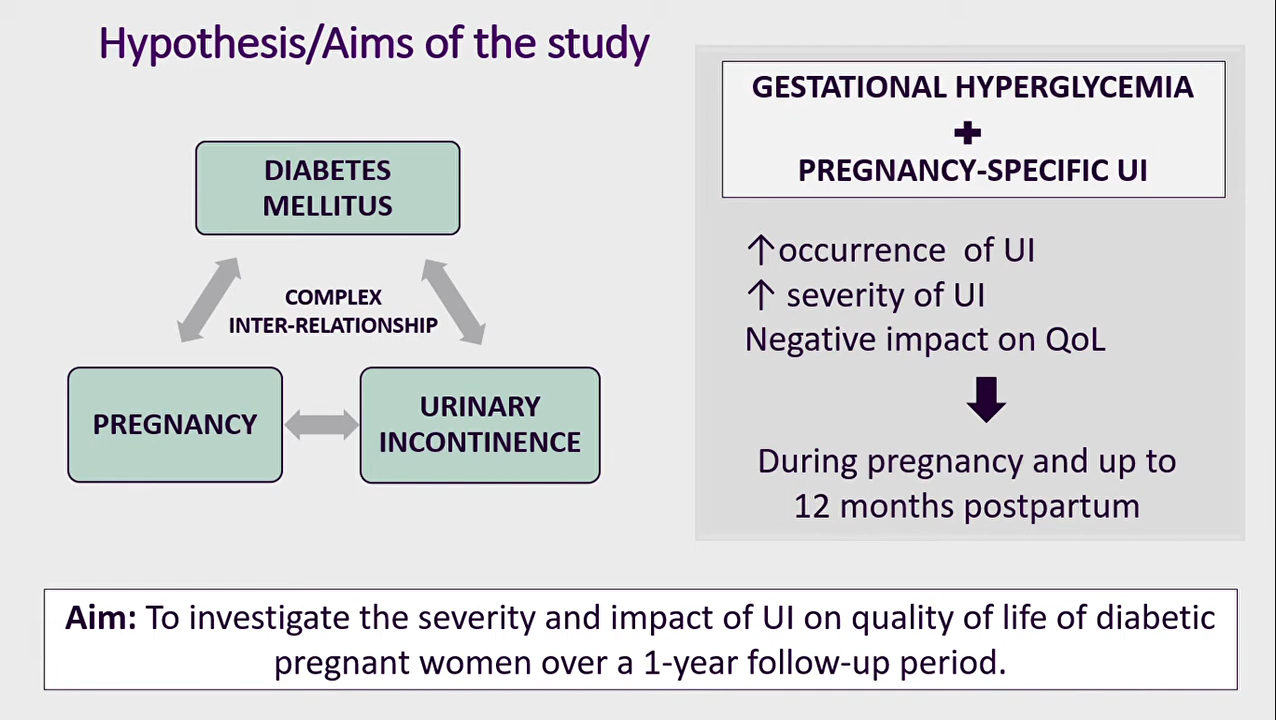 Hypothesis/Aims of the study
DIABETES
MELLITUS
COMPLEX
INTER-RELATIONSHIP
PREGNANCY
URINARY
INCONTINENCE
GESTATIONAL HYPERGLYCEMIA
+
PREGNANCY-SPECIFIC UI
↑occurrence of UI
↑ severity of UI
Negative impact on QoL
During pregnancy and up to
12 months postpartum
Aim: To investigate the severity and impact of UI on quality of life of diabetic
pregnant women over a 1-year follow-up period.